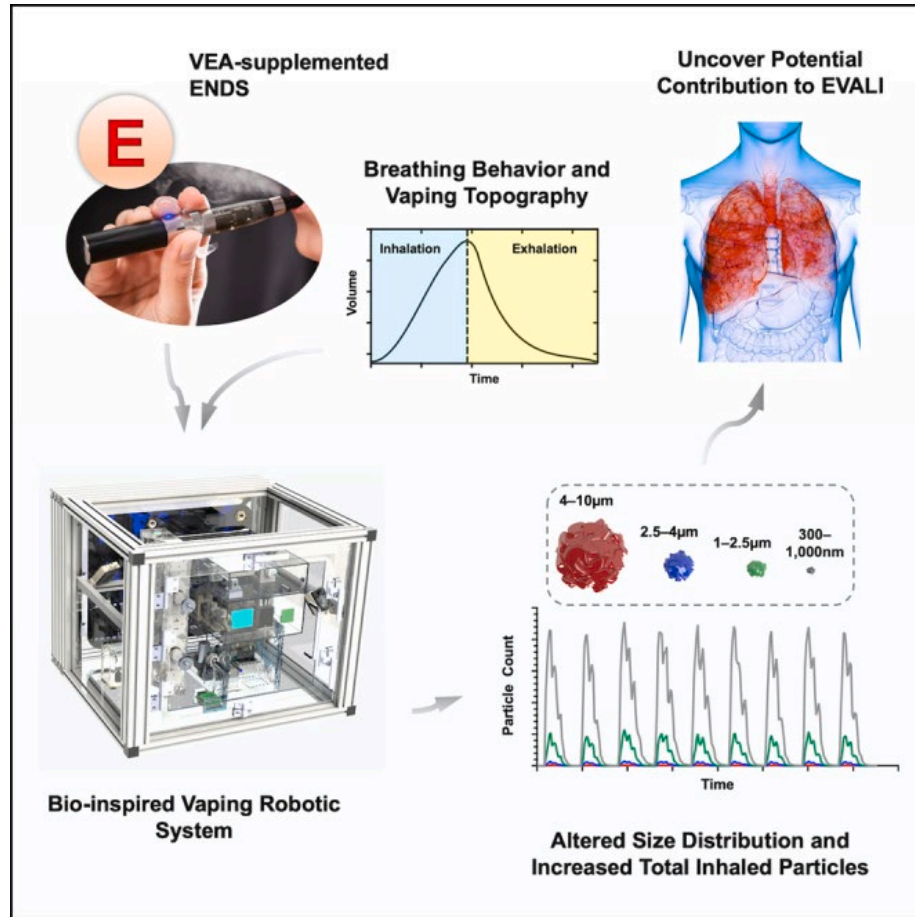 VEA-supplemented
ENDS
E
Uncover Potential
Contribution to EVALI
Breathing Behavior and
Vaping Topography
Inhalation
Exhalation
Volume
Time
4–10μm
2.5–4μm
1–2.5μm
300–
1,000nm
Particle Count
Time
Bio-inspired Vaping Robotic
System
Altered Size Distribution and
Increased Total Inhaled Particles